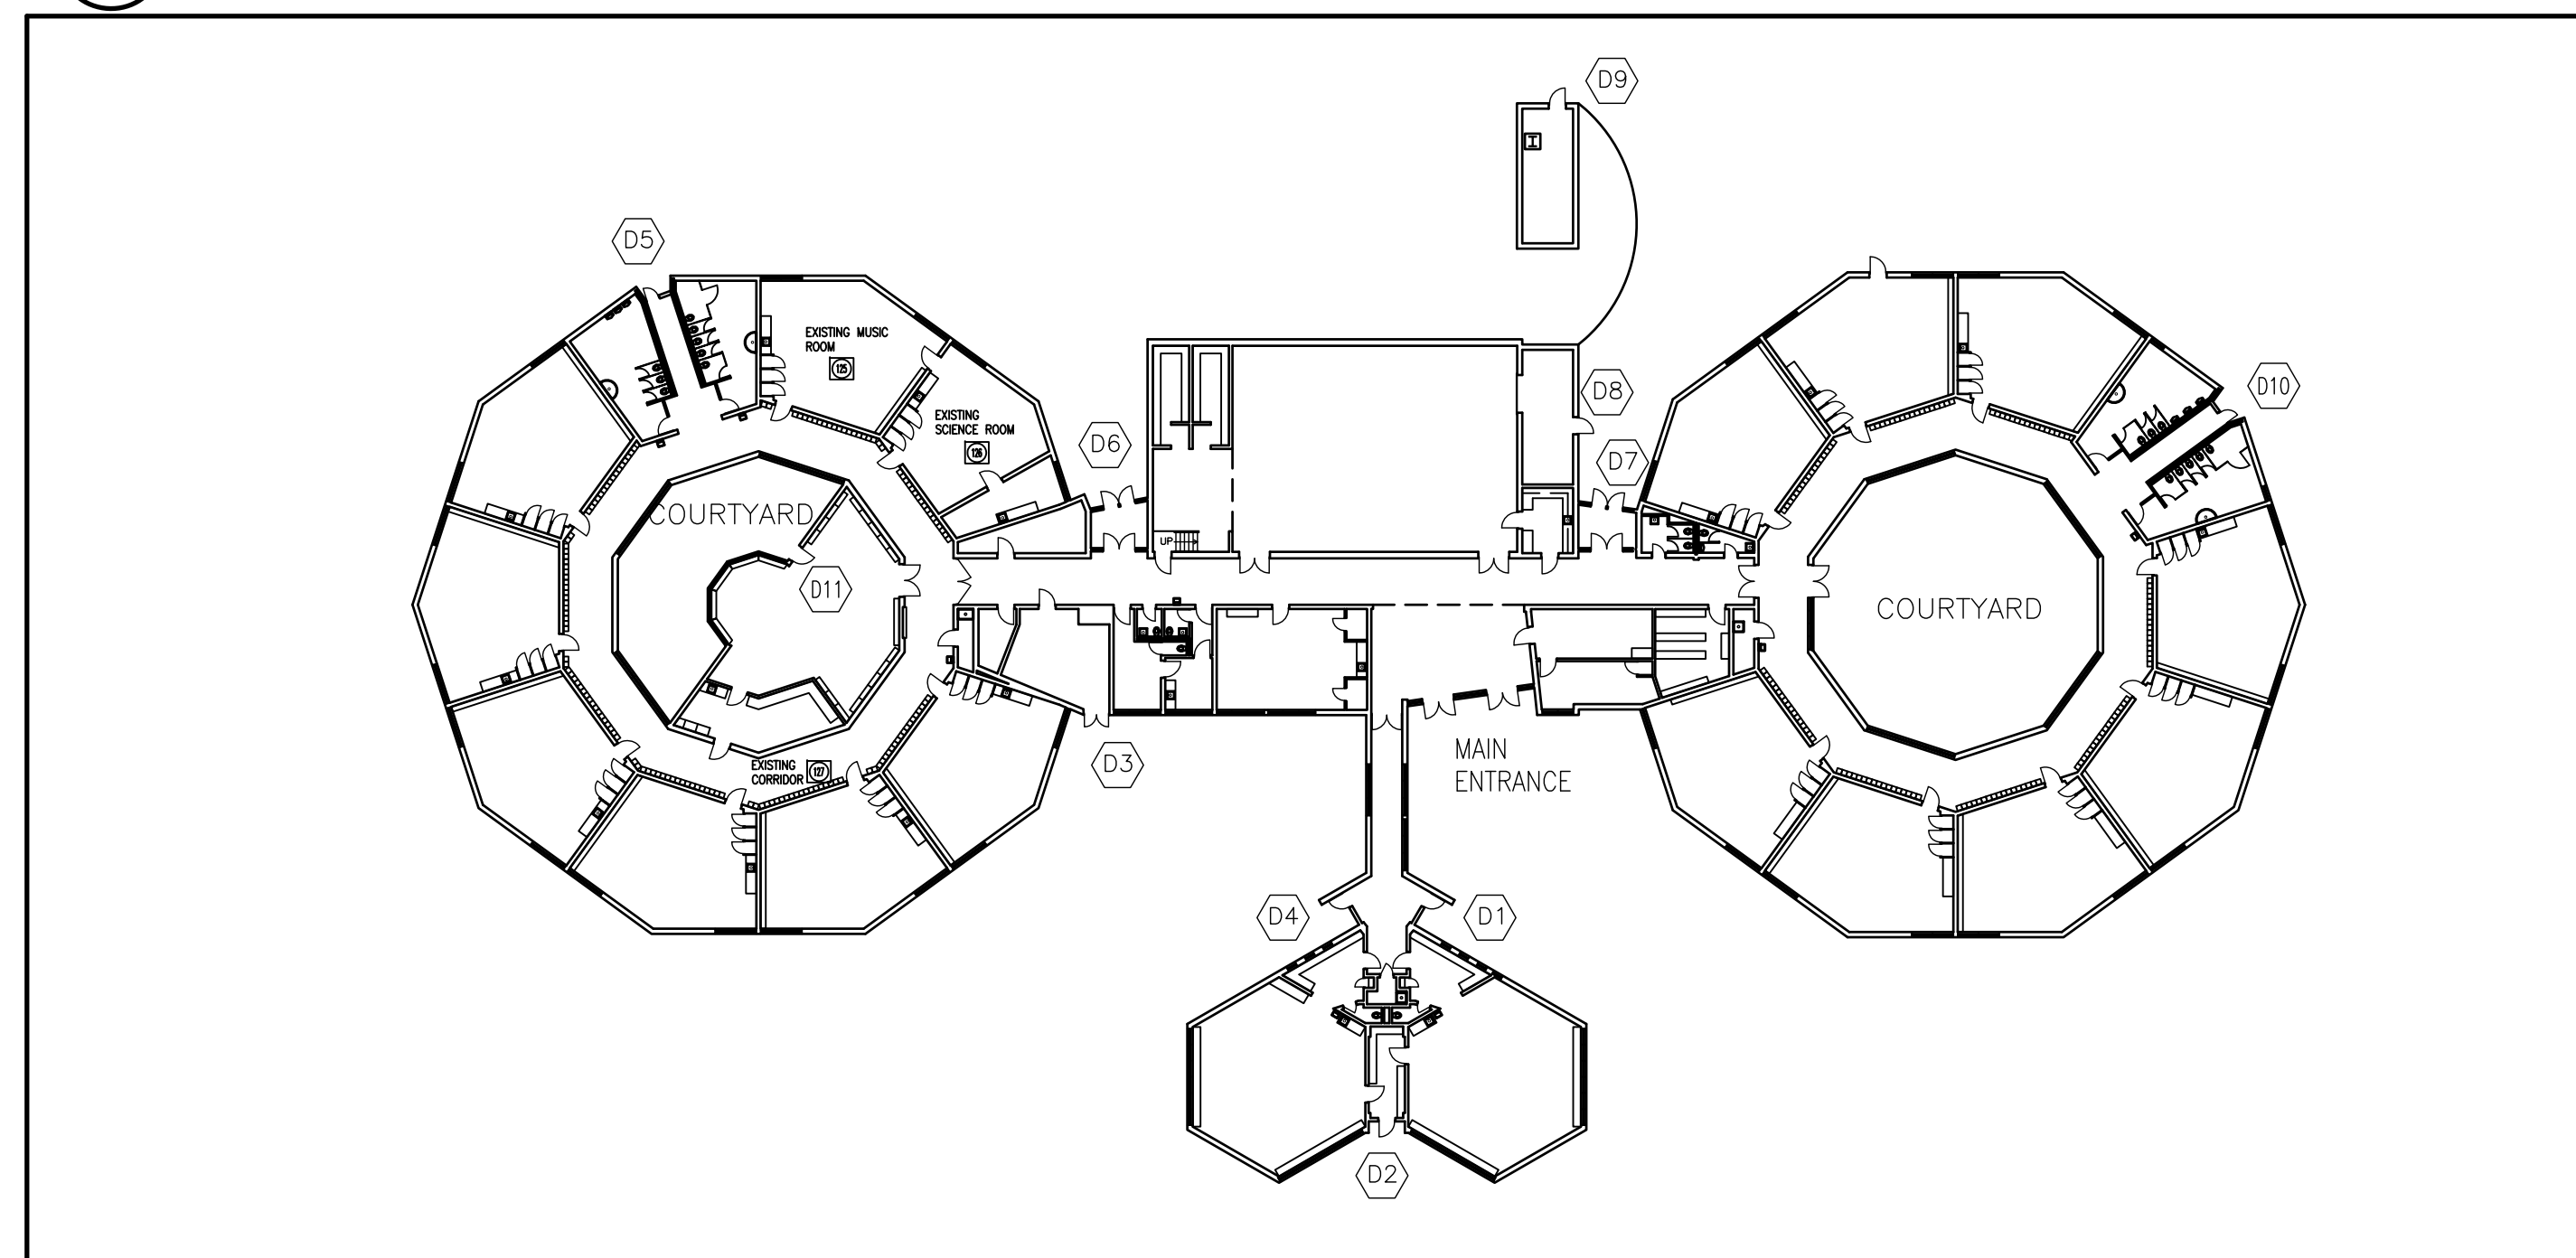 D9
D5
EXISTING MUSIC
ROOM
125
D8
D10
EXISTING
SCIENCE ROOM
126
D6
D7
COURTYARD
UP
D11
COURTYARD
MAIN
ENTRANCE
D3
EXISTING
CORRIDOR
127
D4
D1
D2